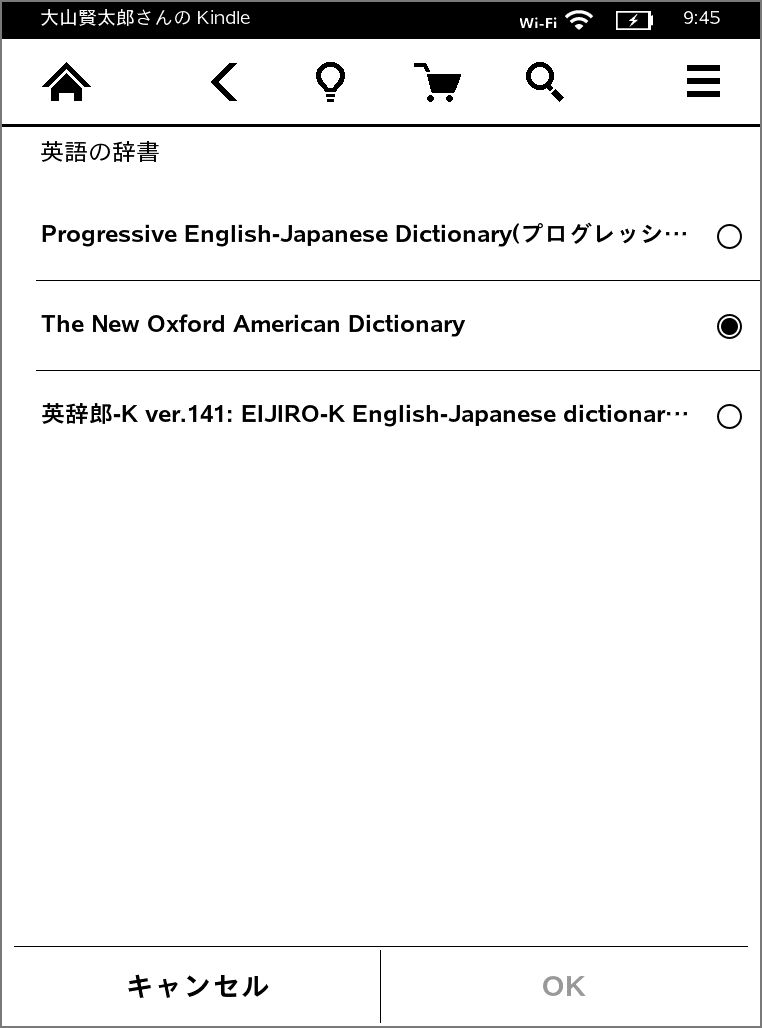 大山賢太郎さんの Kindle
Wi-Fi
9:45
英語の辞書
Progressive English-Japanese Dictionary(プログレッシ…
The New Oxford American Dictionary
英辞郎-K ver.141: EIJIRO-K English-Japanese dictionar…
キャンセル
OK